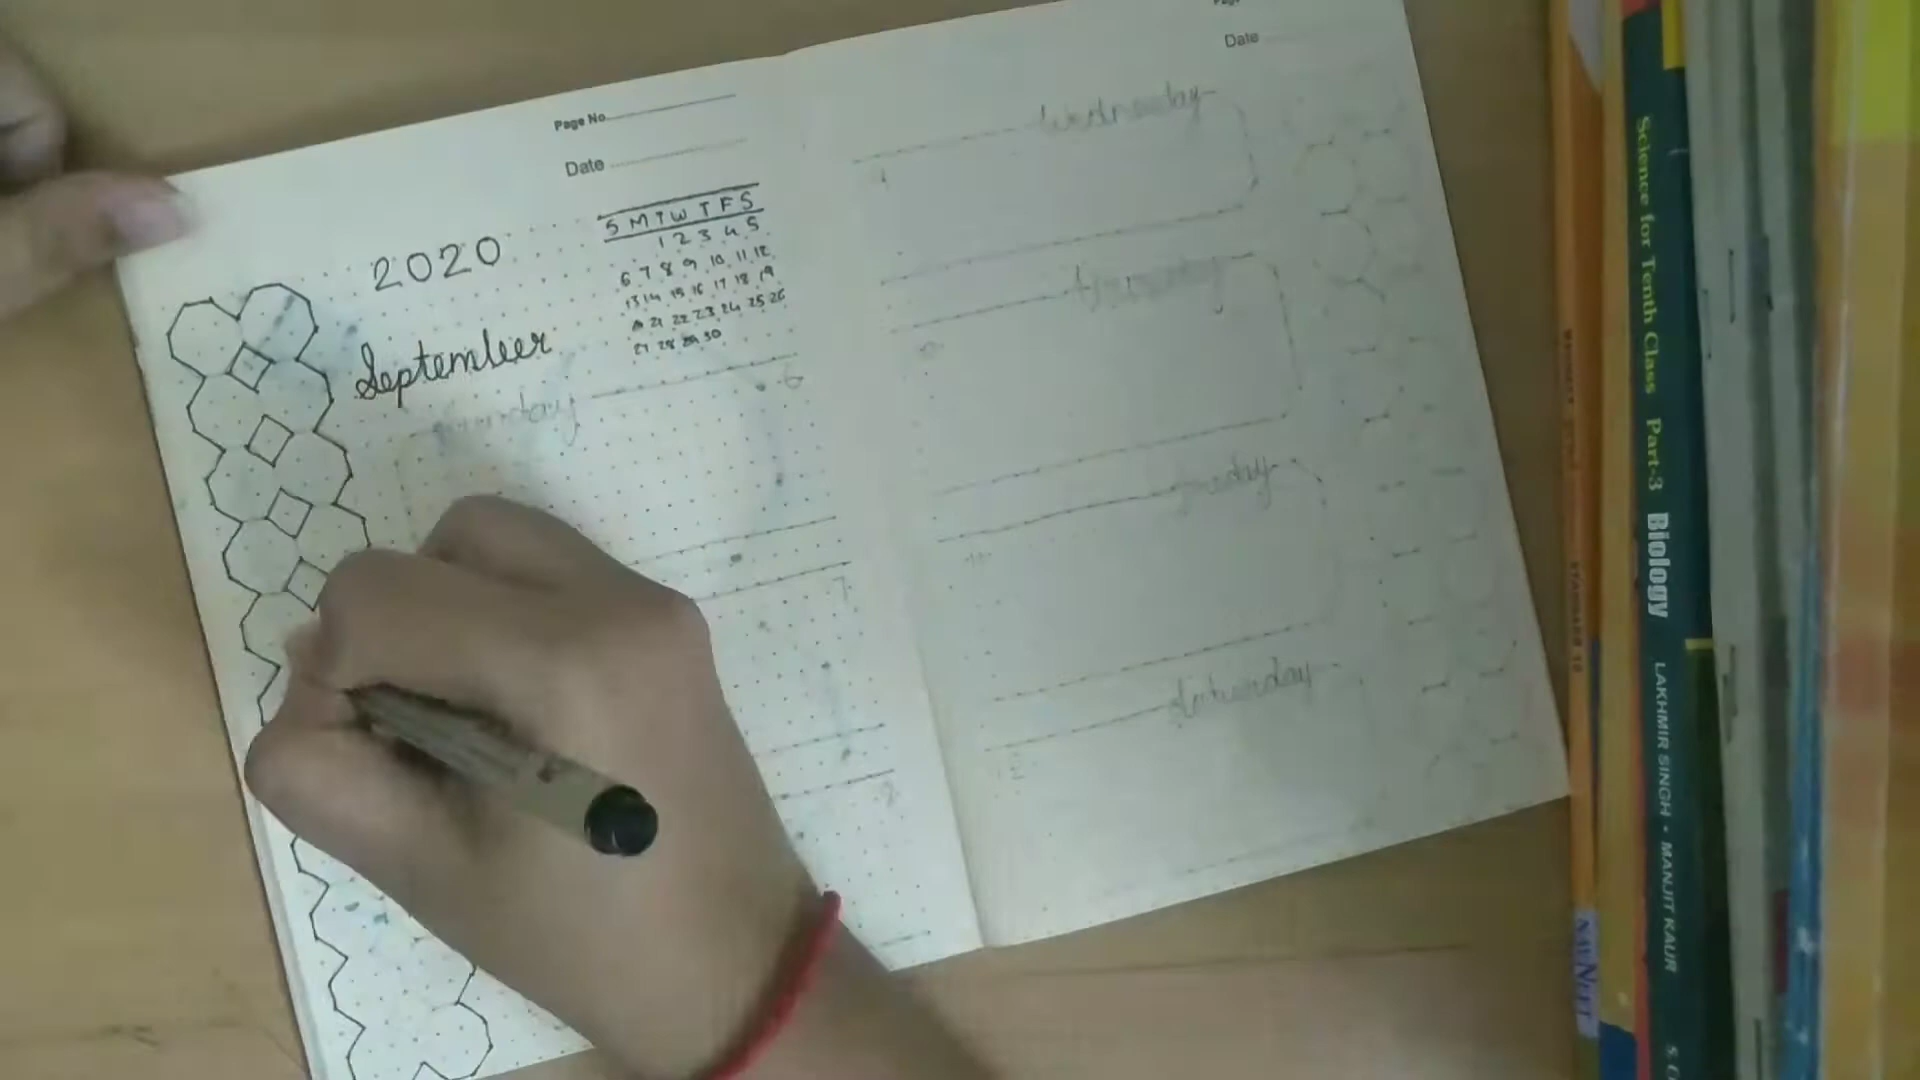 Page No.
Date
2020
S M T W T F S
1 2 3 4 5
6 7 8 9 10 11 12
13 14 15 16 17 18 19
21 22 23 24 25 26
27 28 29 30
September
Sunday
6
7
8
Date
Wednesday
Thursday
Friday
Saturday
Science for Tenth Class Part-3 Biology LAKHMIR SINGH • MANJIT KAUR